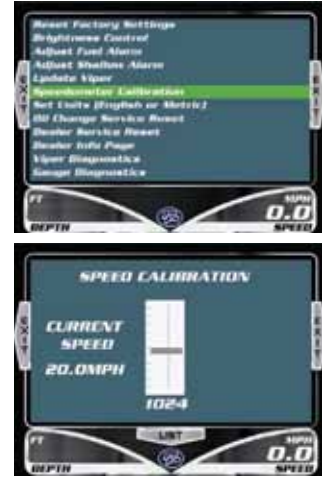 Reset Factory Settings
Brightness Control
Adjust Fuel Alarm
Adjust Shallow Alarm
Update Viper
Speedometer Calibration
Set Units (English or Metric)
Oil Change Service Reset
Dealer Service Reset
Dealer Info Page
Viper Diagnostics
Gauge Diagnostics
EXIT
EXIT
FT
MPH
0.0
DEPTH
SPEED
SPEED CALIBRATION
CURRENT
SPEED
20.0MPH
1024
EXIT
EXIT
LIST
FT
MPH
0.0
DEPTH
SPEED